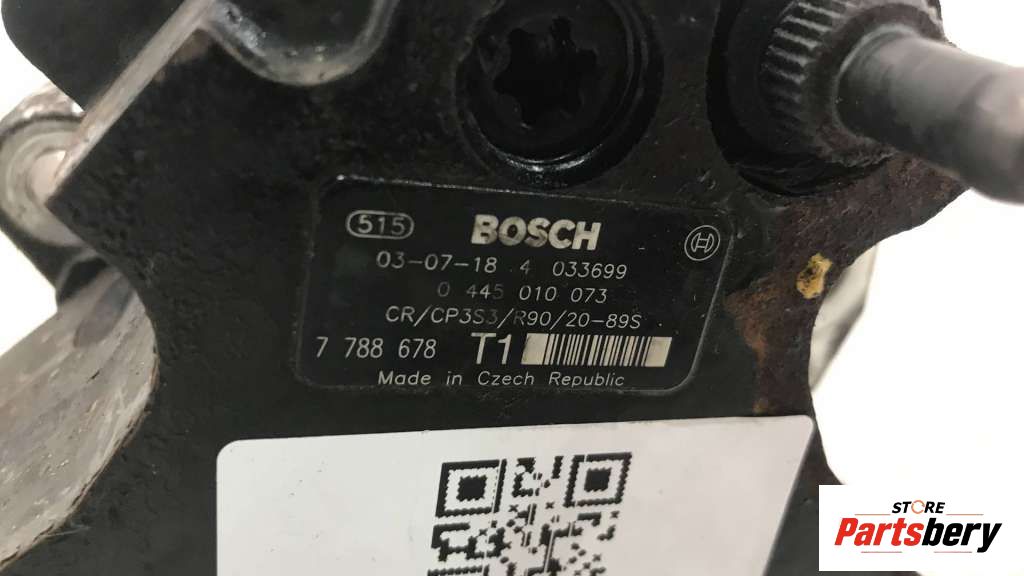 515 BOSCH
03-07-18 4 033699
0 445 010 073
CR/CP3S3/R90/20-89S
7 788 678 T1
Made in Czech Republic
STORE
Partsbery